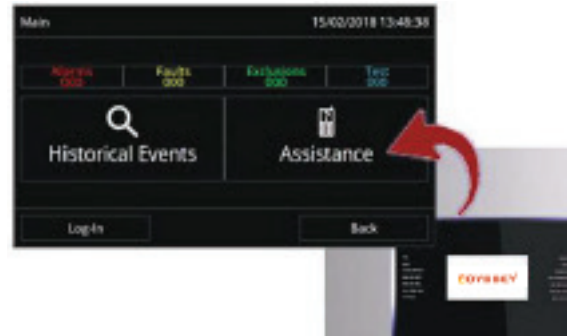 Main 15/02/2018 13:48:38
Alarms Faults Exclusions Test
000 000 000 000
Historical Events Assistance
Log-In Back
ODYSSEY